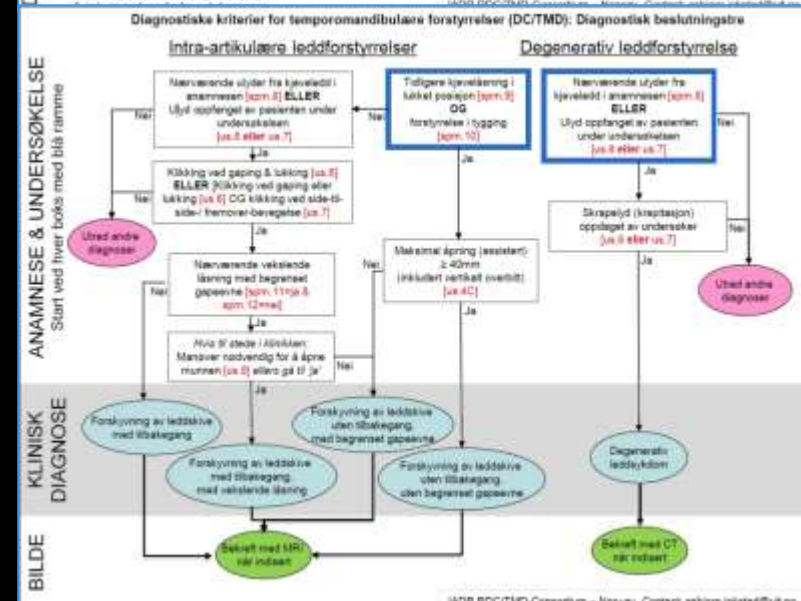 Diagnostiske kriterier for temporomandibulære forstyrrelser (DC/TMD): Diagnostisk beslutningstre
Intra-artikulære leddforstyrrelser
Degenerativ leddforstyrrelse
ANAMNESE & UNDERSØKELSE
Start ved hver boks med blå ramme
Nærværende ulyder fra
kjeveledd i
anamnesen [spm.8] ELLER
Ulyd oppfanget av pasienten under
undersøkelsen
[us.6 eller us.7]
Tidligere kjevelåsning i
lukket posisjon [spm.9]
OG
forstyrrelse i tygging
[spm.10]
Nærværende ulyder fra
kjeveledd i anamnesen [spm.8]
ELLER
Ulyd oppfanget av pasienten
under undersøkelsen
[us.6 eller us.7]
Nei
Nei
Nei
Ja
Ja
Ja
Klikking ved gaping & lukking [us.6]
ELLER [Klikking ved gaping eller
lukking [us.6] OG klikking ved side-til-
side-/ fremover-bevegelse [us.7]
Nei
Utred andre
diagnoser
Skrapelyd (krepitasjon)
oppdaget av undersøker
[us.6 eller us.7]
Nei
Utred andre
diagnoser
Ja
Ja
Nærværende vekslende
låsning med begrenset
gapeevne [spm.11=ja &
spm.12=nei]
Nei
Maksimal åpning (assistert)
≥ 40mm
(inkludert vertikalt overbitt)
[us.4C]
Nei
Ja
Ja
Hvis til stede i klinikken:
Manøver nødvendig for å åpne
munnen [us.8] ellers gå til 'ja'
Nei
Ja
KLINISK
DIAGNOSE
Forskyvning av leddskive
med tilbakegang
Forskyvning av leddskive
uten tilbakegang,
med begrenset gapeevne
Forskyvning av leddskive
med tilbakegang,
med vekslende låsning
Forskyvning av leddskive
uten tilbakegang,
uten begrenset gapeevne
Degenerativ
leddsykdom
BILDE
Bekreft med MRI
når indisert
Bekreft med CT
når indisert